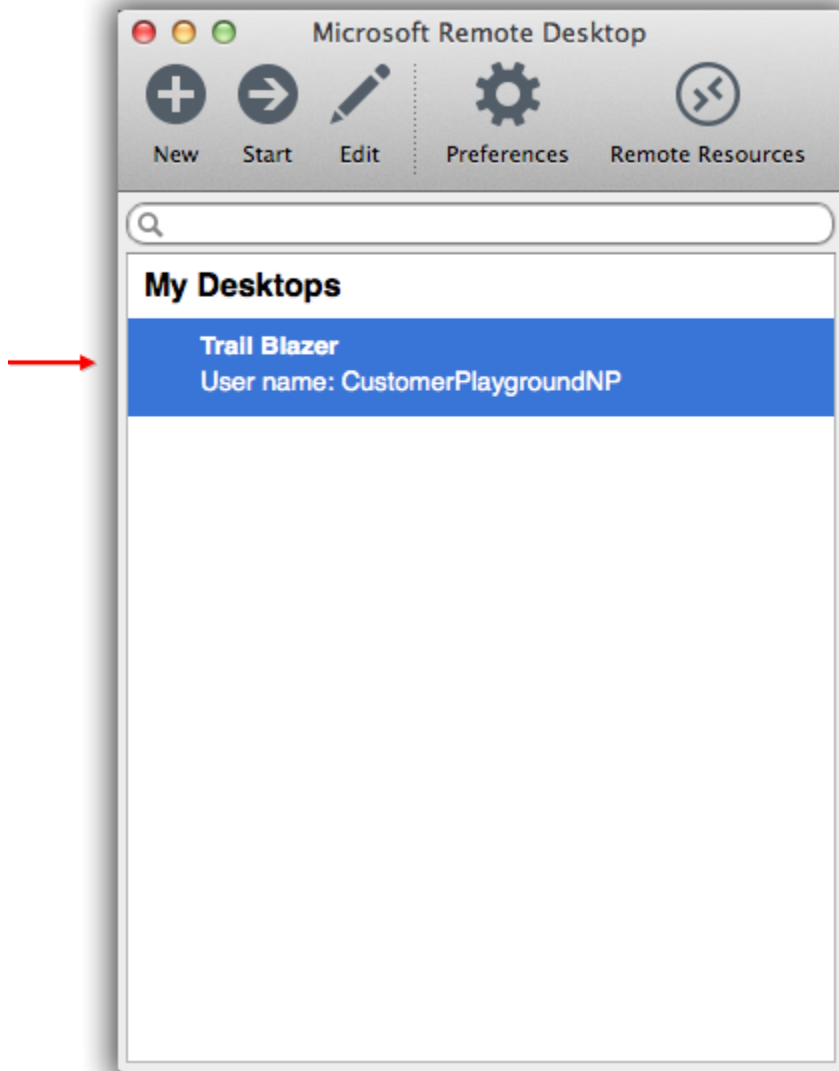 Microsoft Remote Desktop
New Start Edit Preferences Remote Resources
My Desktops
Trail Blazer
User name: CustomerPlaygroundNP